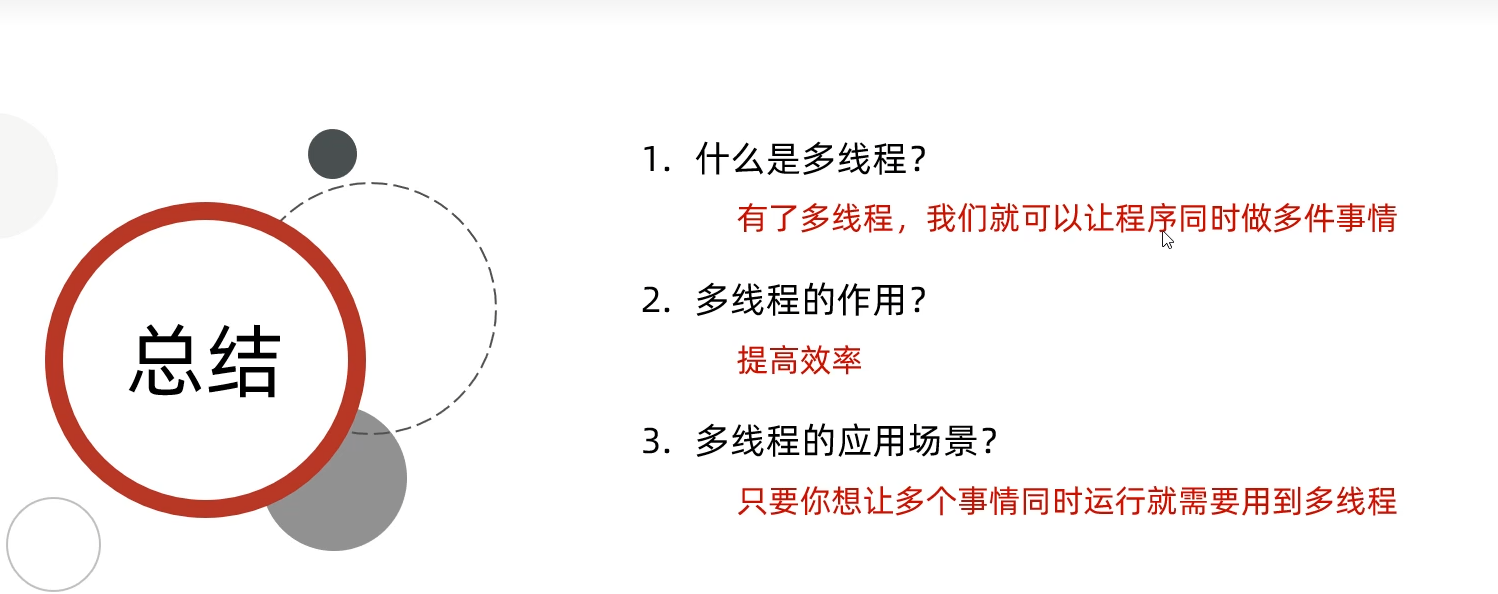 总结
1. 什么是多线程?
有了多线程，我们就可以让程序同时做多件事情
2. 多线程的作用?
提高效率
3. 多线程的应用场景?
只要你想让多个事情同时运行就需要用到多线程